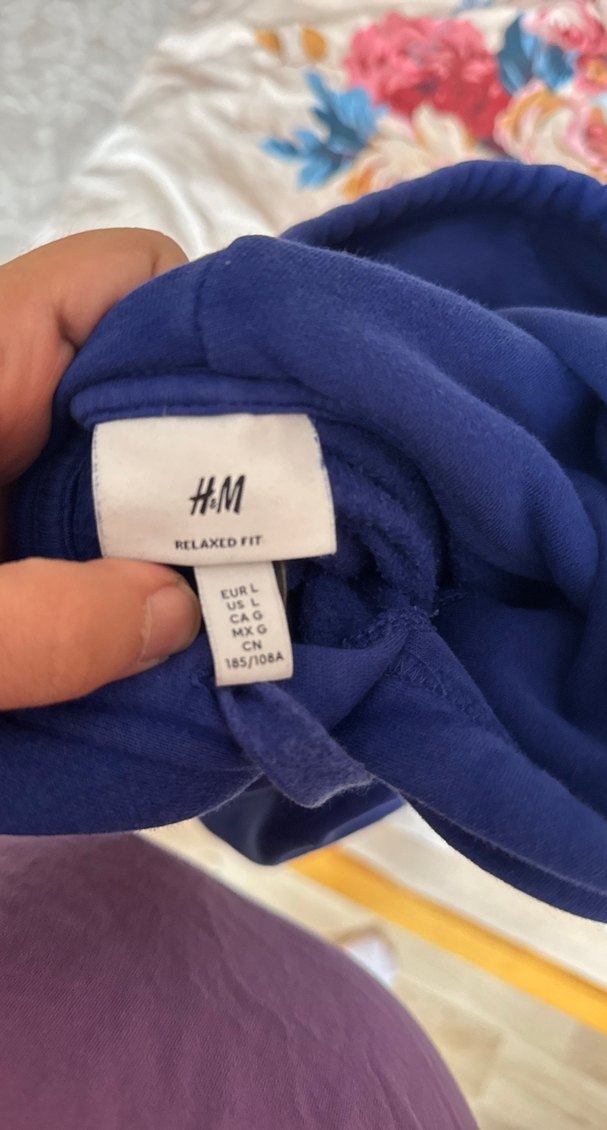 H&M
RELAXED FIT
EUR L
US L
CA G
MX G
CN
185/108A